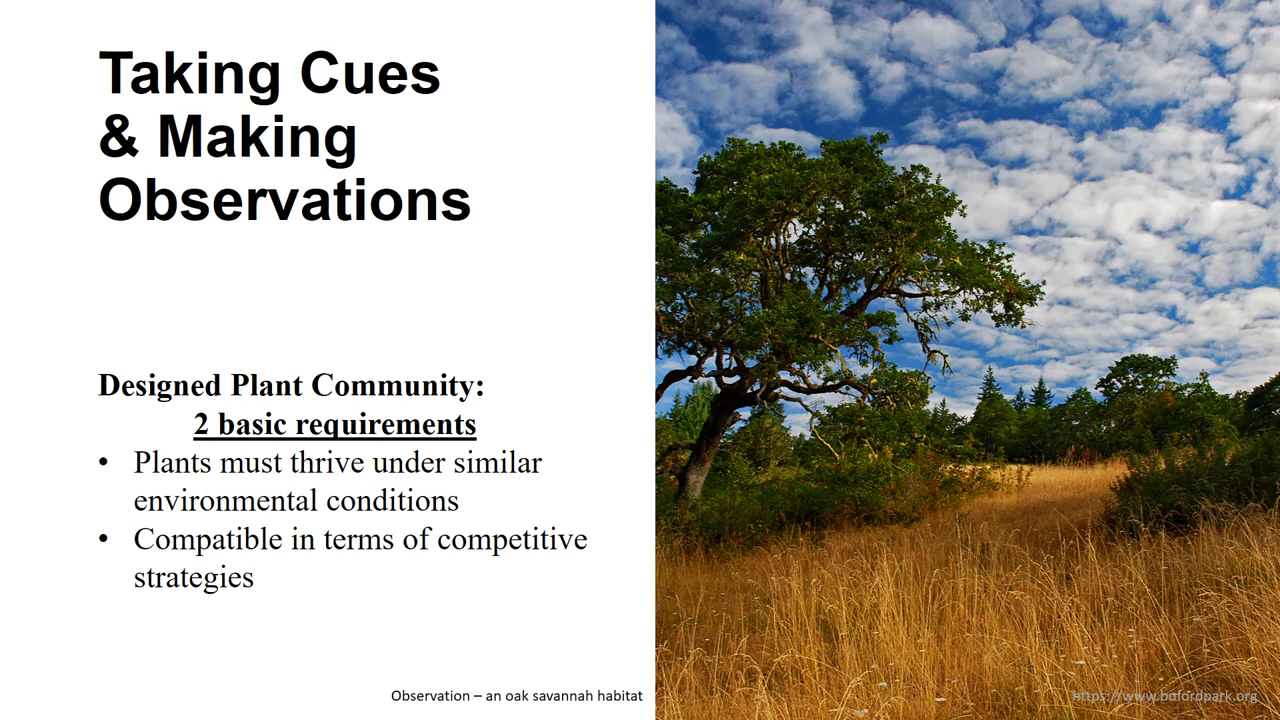 Taking Cues
& Making
Observations
Designed Plant Community:
2 basic requirements
• Plants must thrive under similar
environmental conditions
• Compatible in terms of competitive
strategies
Observation – an oak savannah habitat
https://www.bufordpark.org